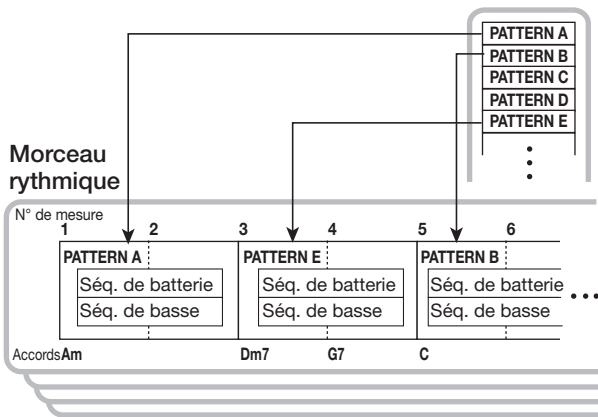 PATTERN A
PATTERN B
PATTERN C
PATTERN D
PATTERN E
Morceau
rythmique
N° de mesure
1 2 3 4 5 6
PATTERN A PATTERN E PATTERN B
Séq. de batterie Séq. de batterie Séq. de batterie
Séq. de basse Séq. de basse Séq. de basse
Accords Am Dm7 G7 C